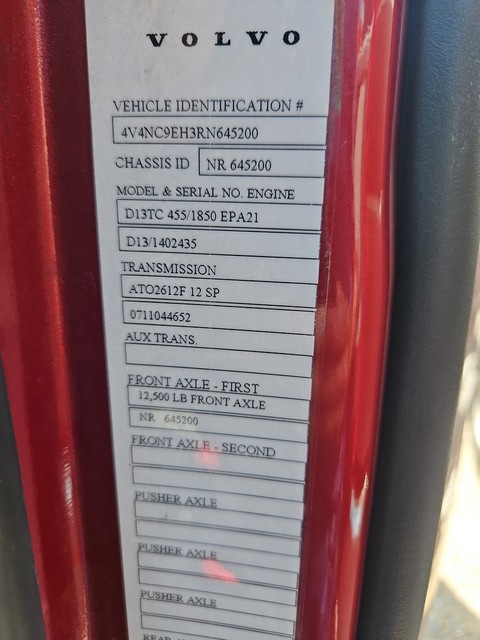 VOLVO
VEHICLE IDENTIFICATION #
4V4NC9EH3RN645200
CHASSIS ID NR 645200
MODEL & SERIAL NO. ENGINE
D13TC 455/1850 EPA21
D13/1402435
TRANSMISSION
ATO2612F 12 SP
0711044652
AUX TRANS.
FRONT AXLE - FIRST
12,500 LB FRONT AXLE
NR 645200
FRONT AXLE - SECOND
PUSHER AXLE
PUSHER AXLE
PUSHER AXLE